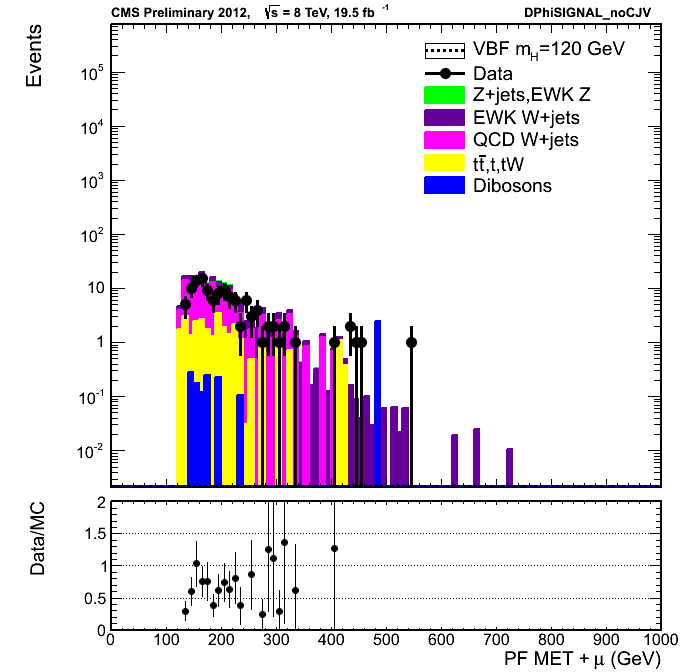 CMS Preliminary 2012, √s = 8 TeV, 19.5 fb⁻¹ DPhiSIGNAL_noCJV
Events
VBF m_H=120 GeV
Data
Z+jets,EWK Z
EWK W+jets
QCD W+jets
tt̄,t,tW
Dibosons
10⁵
10⁴
10³
10²
10
1
10⁻¹
10⁻²
Data/MC
2
1.5
1
0.5
0
0 100 200 300 400 500 600 700 800 900 1000
PF MET + μ (GeV)